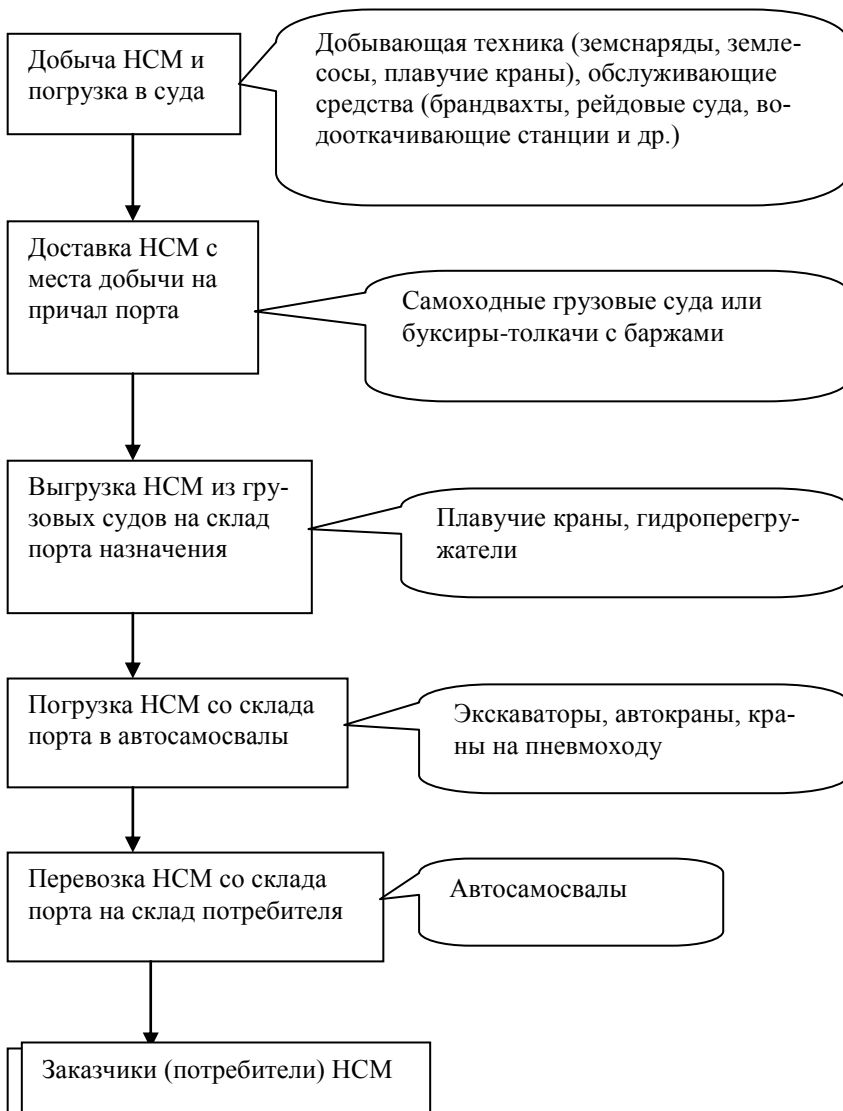 Добыча НСМ и
погрузка в суда
Добывающая техника (земснаряды, земле-
сосы, плавучие краны), обслуживающие
средства (брандвахты, рейдовые суда, во-
дооткачивающие станции и др.)
Доставка НСМ с
места добычи на
причал порта
Самоходные грузовые суда или
буксиры-толкачи с баржами
Выгрузка НСМ из гру-
зовых судов на склад
порта назначения
Плавучие краны, гидроперегру-
жатели
Погрузка НСМ со склада
порта в автосамосвалы
Экскаваторы, автокраны, кра-
ны на пневмоходу
Перевозка НСМ со склада
порта на склад потребителя
Автосамосвалы
Заказчики (потребители) НСМ